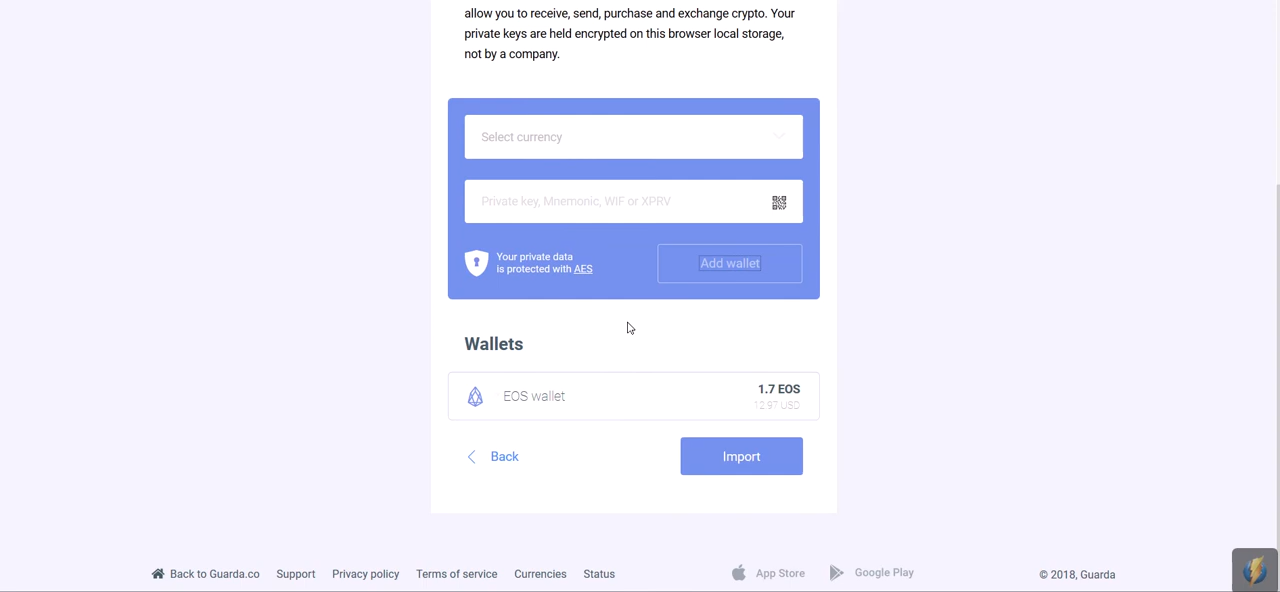 allow you to receive, send, purchase and exchange crypto. Your
private keys are held encrypted on this browser local storage,
not by a company.
Select currency
Private key, Mnemonic, WIF or XPRV
Your private data
is protected with AES
Add wallet
Wallets
EOS wallet
1.7 EOS
12.97 USD
Back
Import
Back to Guarda.co Support Privacy policy Terms of service Currencies Status App Store Google Play © 2018, Guarda